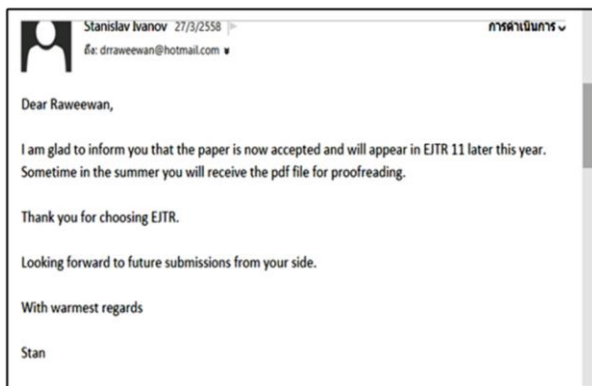 Stanislav Ivanov 27/3/2558
การดำเนินการ
ถึง: drraweewan@hotmail.com
Dear Raweewan,
I am glad to inform you that the paper is now accepted and will appear in EJTR 11 later this year.
Sometime in the summer you will receive the pdf file for proofreading.
Thank you for choosing EJTR.
Looking forward to future submissions from your side.
With warmest regards
Stan